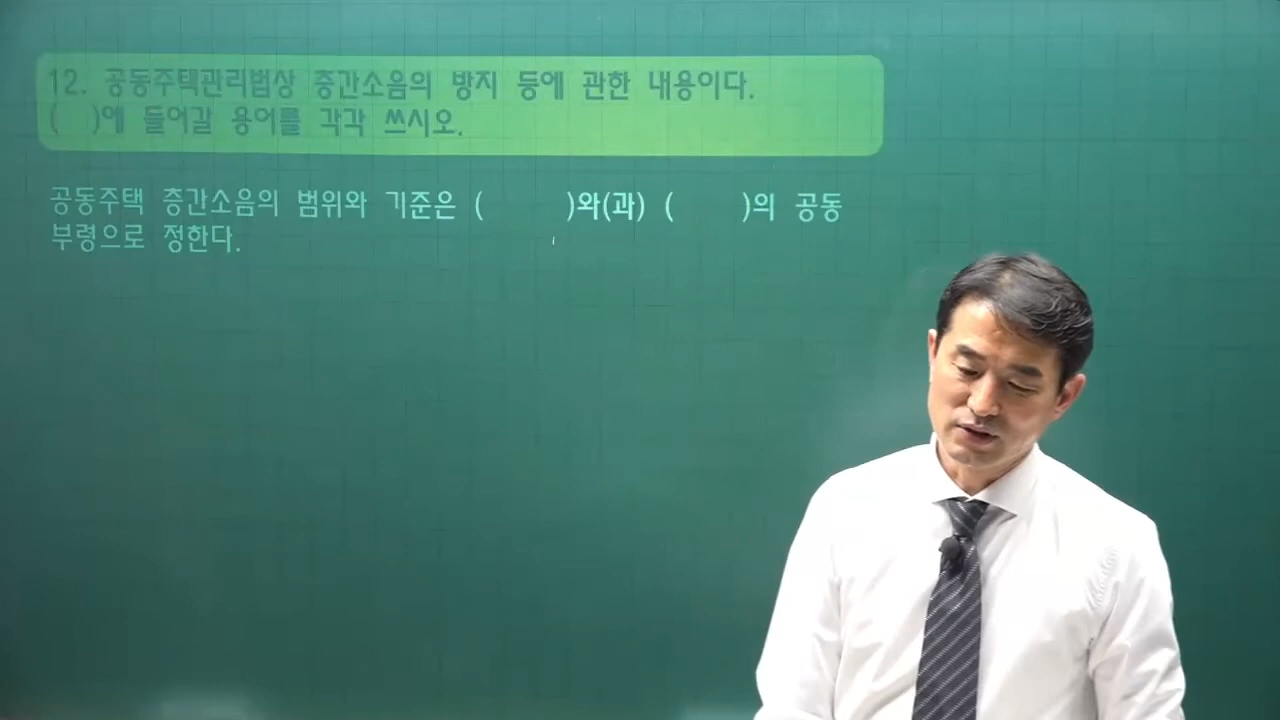 12. 공동주택관리법상 층간소음의 방지 등에 관한 내용이다.
( )에 들어갈 용어를 각각 쓰시오.
공동주택 층간소음의 범위와 기준은 ( )와(과) ( )의 공동
부령으로 정한다.